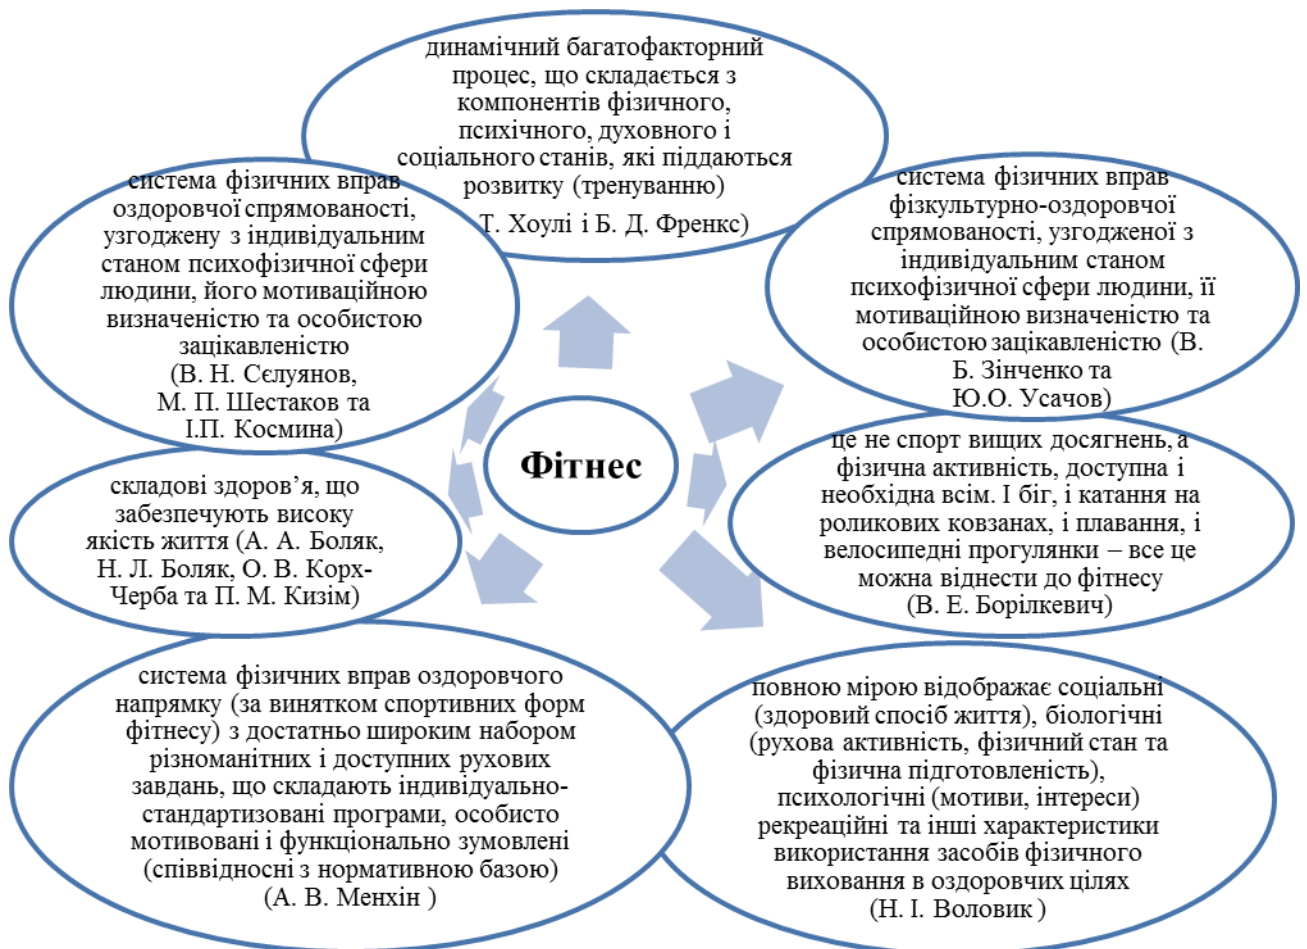 динамічний багатофакторний
процес, що складається з
компонентів фізичного,
психічного, духовного і
соціального станів, які піддаються
розвитку (тренуванню)
Т. Хоулі і Б. Д. Френкс)
система фізичних вправ
оздоровчої спрямованості,
узгоджену з індивідуальним
станом психофізичної сфери
людини, його мотиваційною
визначеністю та особистою
зацікавленістю
(В. Н. Сєлуянов,
М. П. Шестаков та
І.П. Космина)
система фізичних вправ
фізкультурно-оздоровчої
спрямованості, узгодженої з
індивідуальним станом
психофізичної сфери людини, її
мотиваційною визначеністю та
особистою зацікавленістю (В.
Б. Зінченко та
Ю.О. Усачов)
Фітнес
складові здоров’я, що
забезпечують високу
якість життя (А. А. Боляк,
Н. Л. Боляк, О. В. Корх-
Черба та П. М. Кизім)
це не спорт вищих досягнень, а
фізична активність, доступна і
необхідна всім. І біг, і катання на
роликових ковзанах, і плавання, і
велосипедні прогулянки – все це
можна віднести до фітнесу
(В. Е. Борілкевич)
система фізичних вправ оздоровчого
напрямку (за винятком спортивних форм
фітнесу) з достатньо широким набором
різноманітних і доступних рухових
завдань, що складають індивідуально-
стандартизовані програми, особисто
мотивовані і функціонально зумовлені
(співвідносні з нормативною базою)
(А. В. Менхін )
повною мірою відображає соціальні
(здоровий спосіб життя), біологічні
(рухова активність, фізичний стан та
фізична підготовленість),
психологічні (мотиви, інтереси)
рекреаційні та інші характеристики
використання засобів фізичного
виховання в оздоровчих цілях
(Н. І. Воловик )